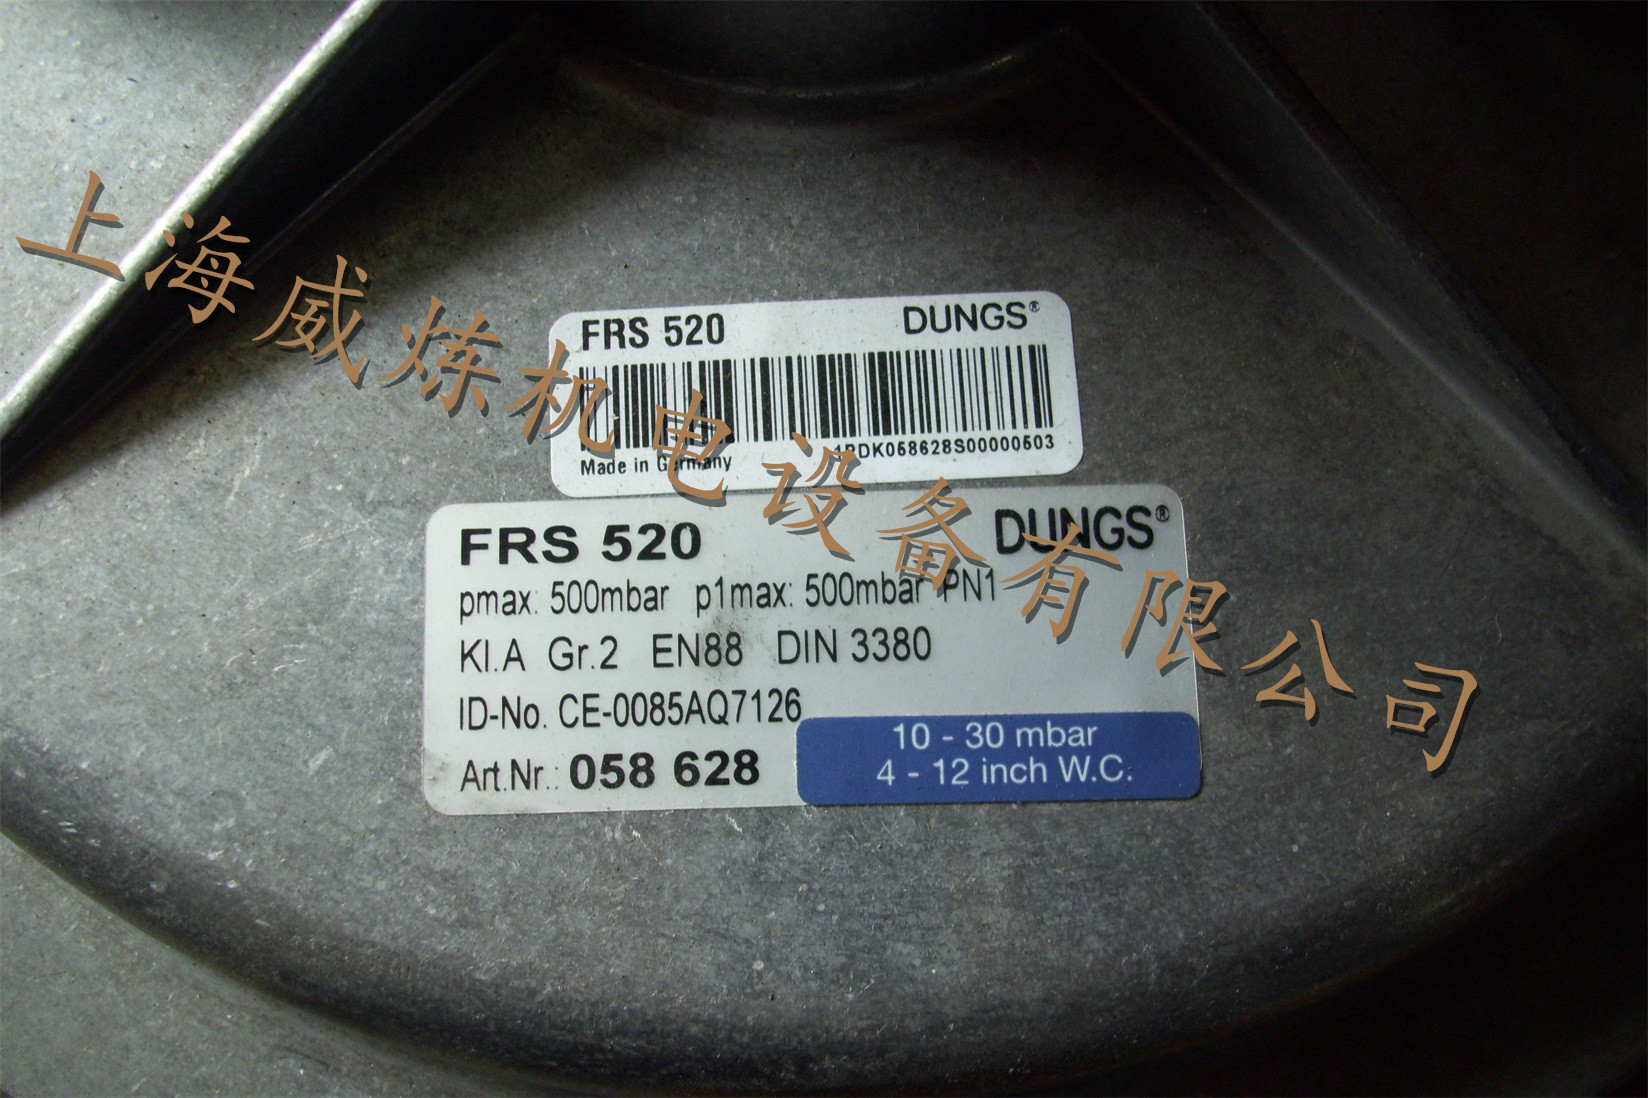 上海威炼机电设备有限公司
FRS 520 DUNGS®
Made in Germany 1PDK058628S00000503
FRS 520 DUNGS®
pmax: 500mbar p1max: 500mbar PN1
Kl.A Gr.2 EN88 DIN 3380
ID-No. CE-0085AQ7126
Art.Nr.: 058 628
10 - 30 mbar
4 - 12 inch W.C.